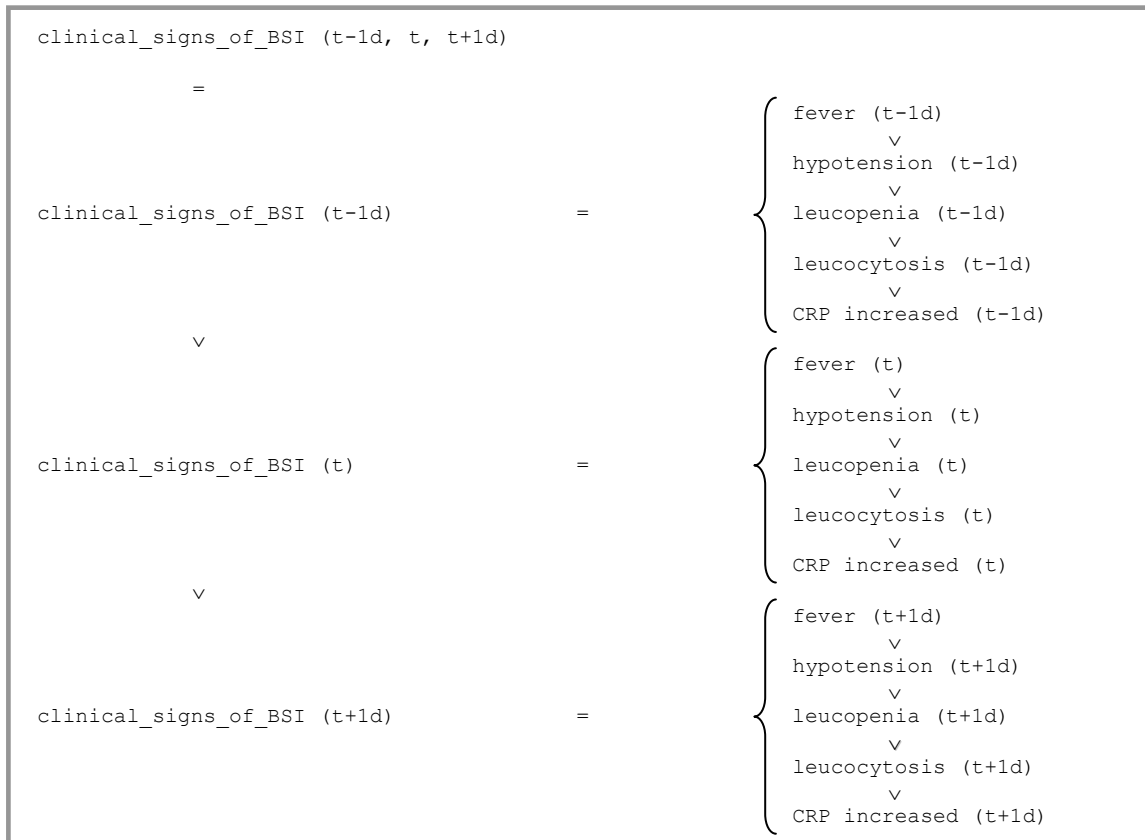 clinical_signs_of_BSI (t-1d, t, t+1d)
=
fever (t-1d)
∨
hypotension (t-1d)
∨
clinical_signs_of_BSI (t-1d) = leucopenia (t-1d)
∨
leucocytosis (t-1d)
∨
CRP increased (t-1d)
∨
fever (t)
∨
hypotension (t)
∨
clinical_signs_of_BSI (t) = leucopenia (t)
∨
leucocytosis (t)
∨
CRP increased (t)
∨
fever (t+1d)
∨
hypotension (t+1d)
∨
clinical_signs_of_BSI (t+1d) = leucopenia (t+1d)
∨
leucocytosis (t+1d)
∨
CRP increased (t+1d)